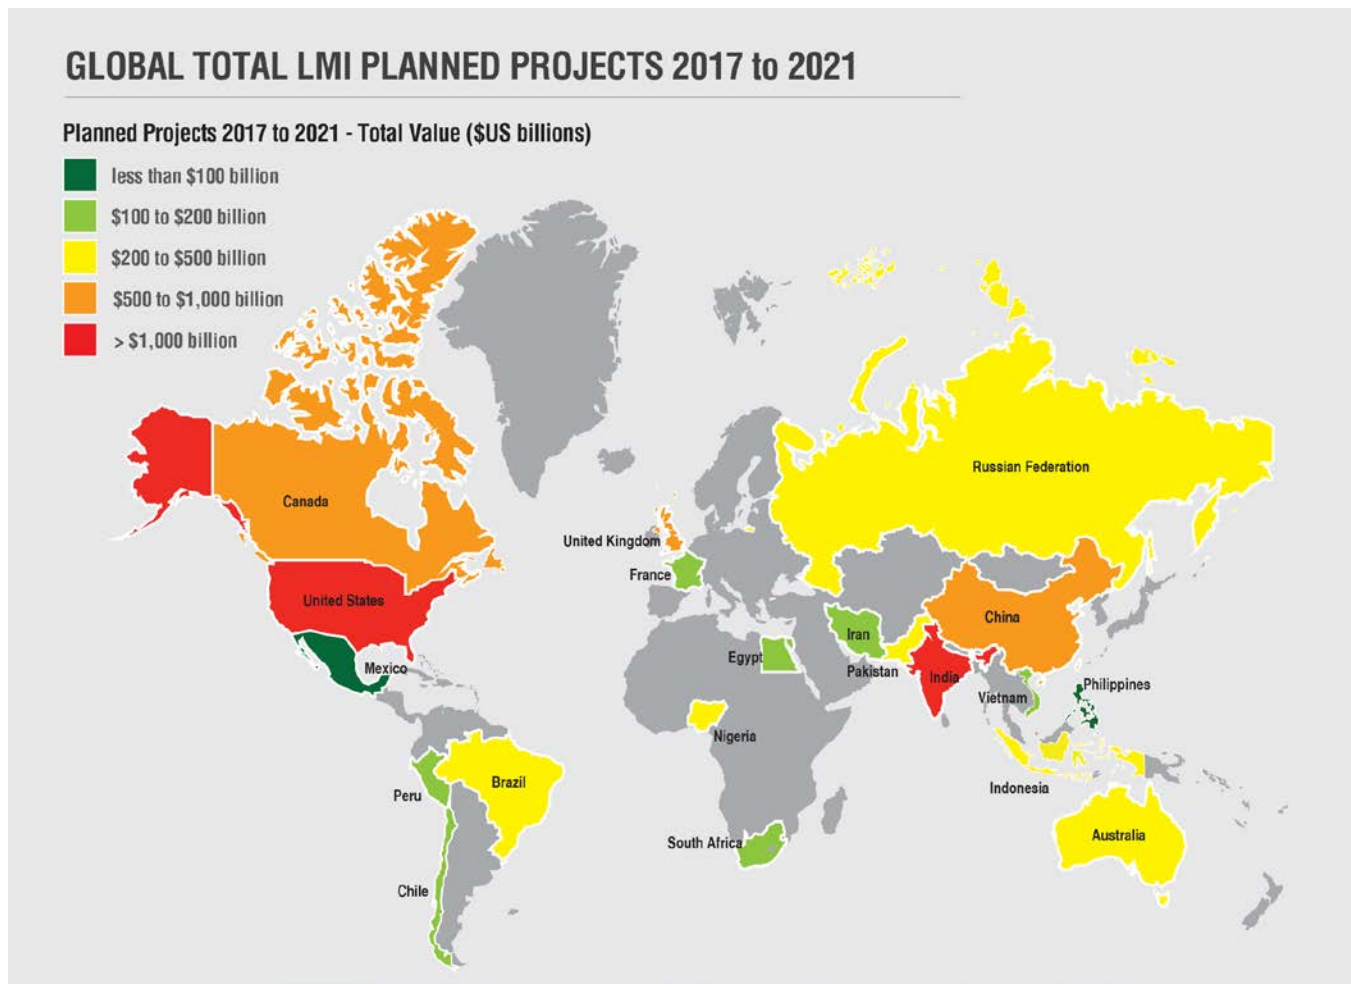 GLOBAL TOTAL LMI PLANNED PROJECTS 2017 to 2021
Planned Projects 2017 to 2021 - Total Value ($US billions)
less than $100 billion
$100 to $200 billion
$200 to $500 billion
$500 to $1,000 billion
> $1,000 billion
Russian Federation
Canada
United Kingdom
France
United States
China
Iran
Egypt
Mexico
Pakistan
India
Vietnam
Philippines
Nigeria
Brazil
Indonesia
Peru
Australia
South Africa
Chile